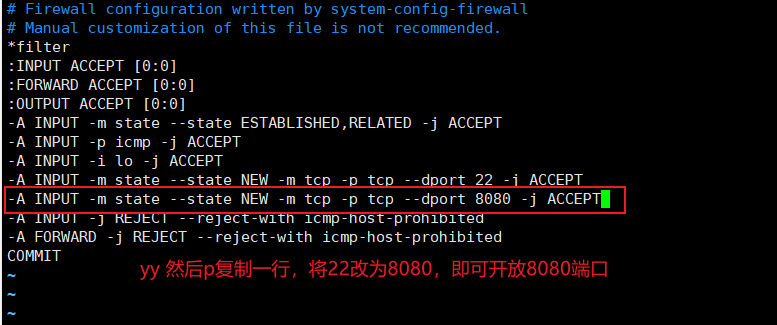 # Firewall configuration written by system-config-firewall
# Manual customization of this file is not recommended.
*filter
:INPUT ACCEPT [0:0]
:FORWARD ACCEPT [0:0]
:OUTPUT ACCEPT [0:0]
-A INPUT -m state --state ESTABLISHED,RELATED -j ACCEPT
-A INPUT -p icmp -j ACCEPT
-A INPUT -i lo -j ACCEPT
-A INPUT -m state --state NEW -m tcp -p tcp --dport 22 -j ACCEPT
-A INPUT -m state --state NEW -m tcp -p tcp --dport 8080 -j ACCEPT
-A INPUT -j REJECT --reject-with icmp-host-prohibited
-A FORWARD -j REJECT --reject-with icmp-host-prohibited
COMMIT
~ yy 然后p复制一行，将22改为8080，即可开放8080端口
~
~